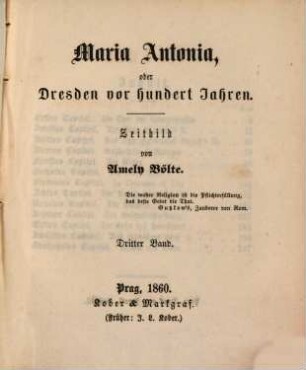 Maria Antonia,
oder
Dresden vor hundert Jahren.
Zeitbild
von
Amely Bölte.
Die wahre Religion ist die Pflichterfüllung,
das beste Gebet die That.
Gutzkow's, Zauberer von Rom.
Dritter Band.
Prag, 1860.
Kober & Markgraf.
(Früher: J. L. Kober.)